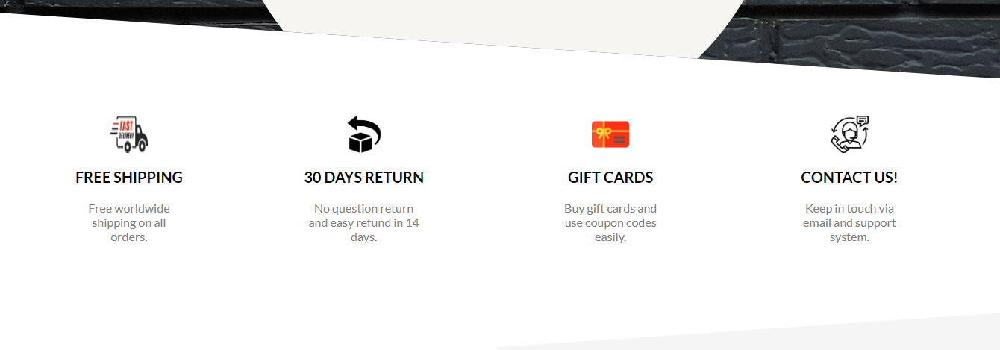 FAST
DELIVERY
FREE SHIPPING
Free worldwide
shipping on all
orders.
30 DAYS RETURN
No question return
and easy refund in 14
days.
GIFT CARDS
Buy gift cards and
use coupon codes
easily.
CONTACT US!
Keep in touch via
email and support
system.